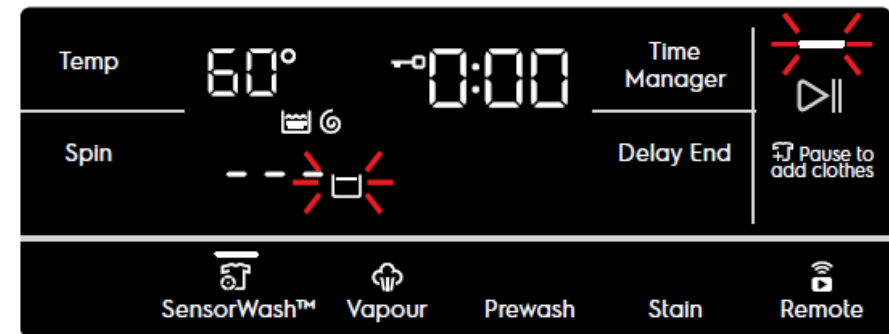 Temp
60°
0:00
Time
Manager
Spin
- - -
Delay End
Pause to
add clothes
SensorWash™
Vapour
Prewash
Stain
Remote